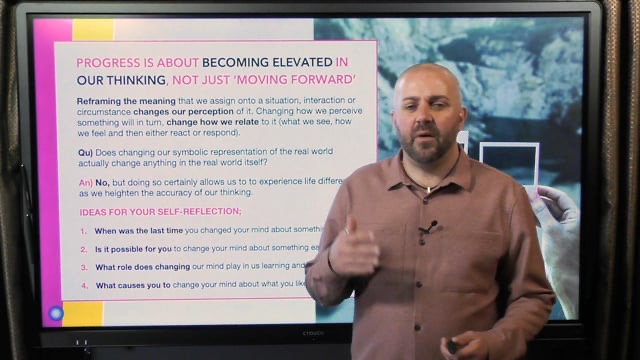 PROGRESS IS ABOUT BECOMING ELEVATED IN
OUR THINKING, NOT JUST 'MOVING FORWARD'
Reframing the meaning that we assign onto a situation, interaction or
circumstance changes our perception of it. Changing how we perceive
something will in turn, change how we relate to it (what we see, how
we feel and then either react or respond).
Qu) Does changing our symbolic representation of the real world
actually change anything in the real world itself?
An) No, but doing so certainly allows us to to experience life
as we heighten the accuracy of our thinking.
IDEAS FOR YOUR SELF-REFLECTION;
1. When was the last time you changed your mind about
2. Is it possible for you to change your mind about something
3. What role does changing our mind play in us learning
4. What causes you to change your mind about what you
CTOUCH